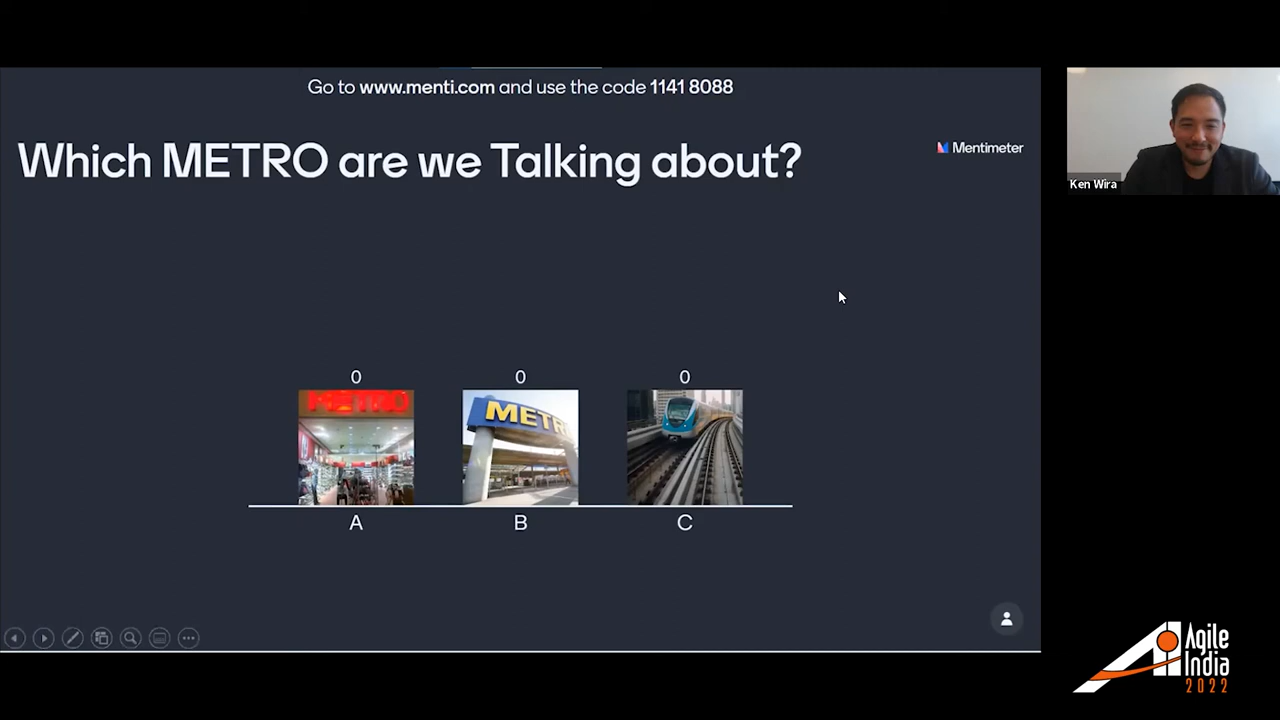 Go to www.menti.com and use the code 1141 8088
Which METRO are we Talking about?
Mentimeter
Ken Wira
0
0
0
METRO
METR
A
B
C
Agile
India
2022